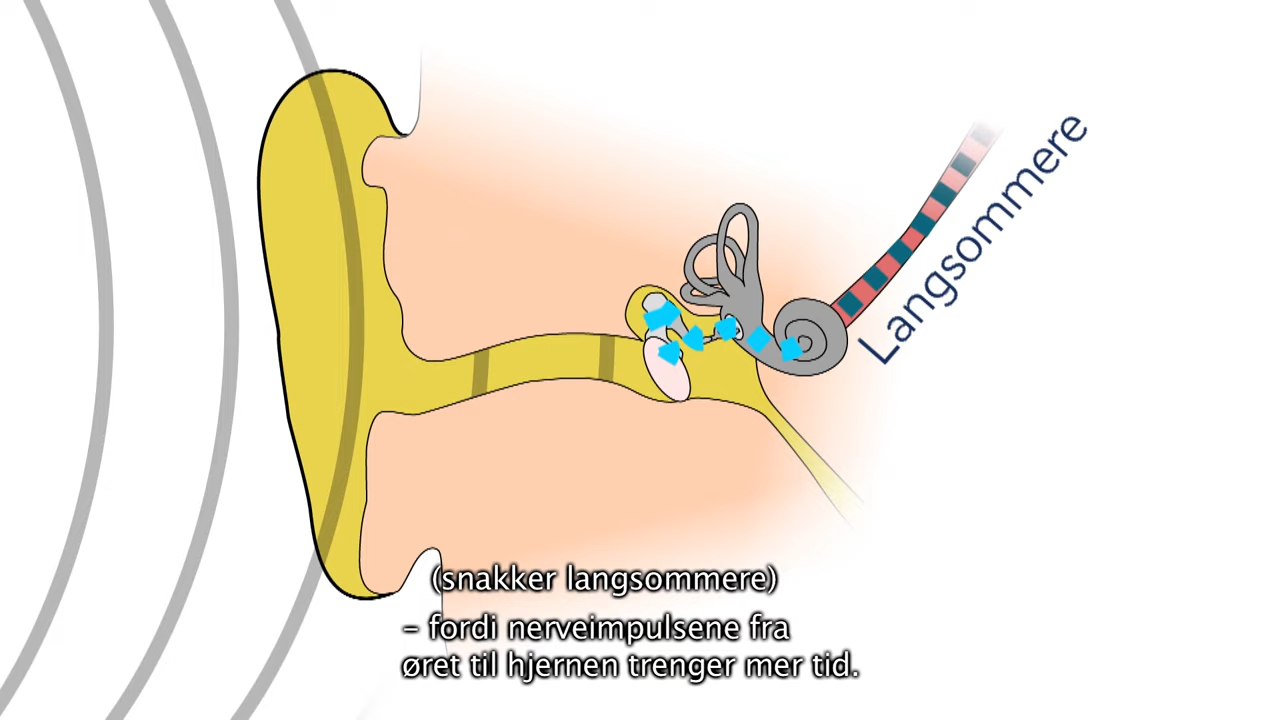 Langsommere
(snakker langsommere)
– fordi nerveimpulsene fra
øret til hjernen trenger mer tid.